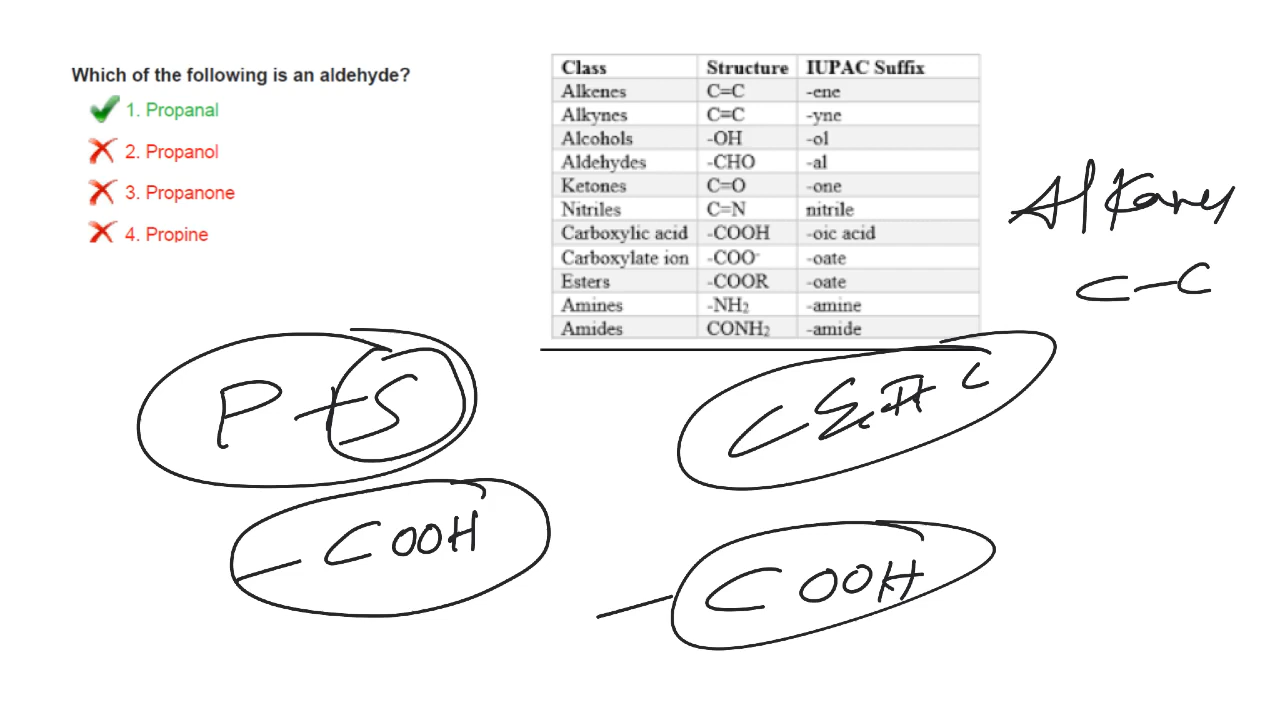 Which of the following is an aldehyde?
1. Propanal
2. Propanol
3. Propanone
4. Propine
Class Structure IUPAC Suffix
Alkenes C=C -ene
Alkynes C=C -yne
Alcohols -OH -ol
Aldehydes -CHO -al
Ketones C=O -one
Nitriles C=N nitrile
Carboxylic acid -COOH -oic acid
Carboxylate ion -COO⁻ -oate
Esters -COOR -oate
Amines -NH₂ -amine
Amides CONH₂ -amide
Alkanes
C-C
P+S
-COOH
-COOH